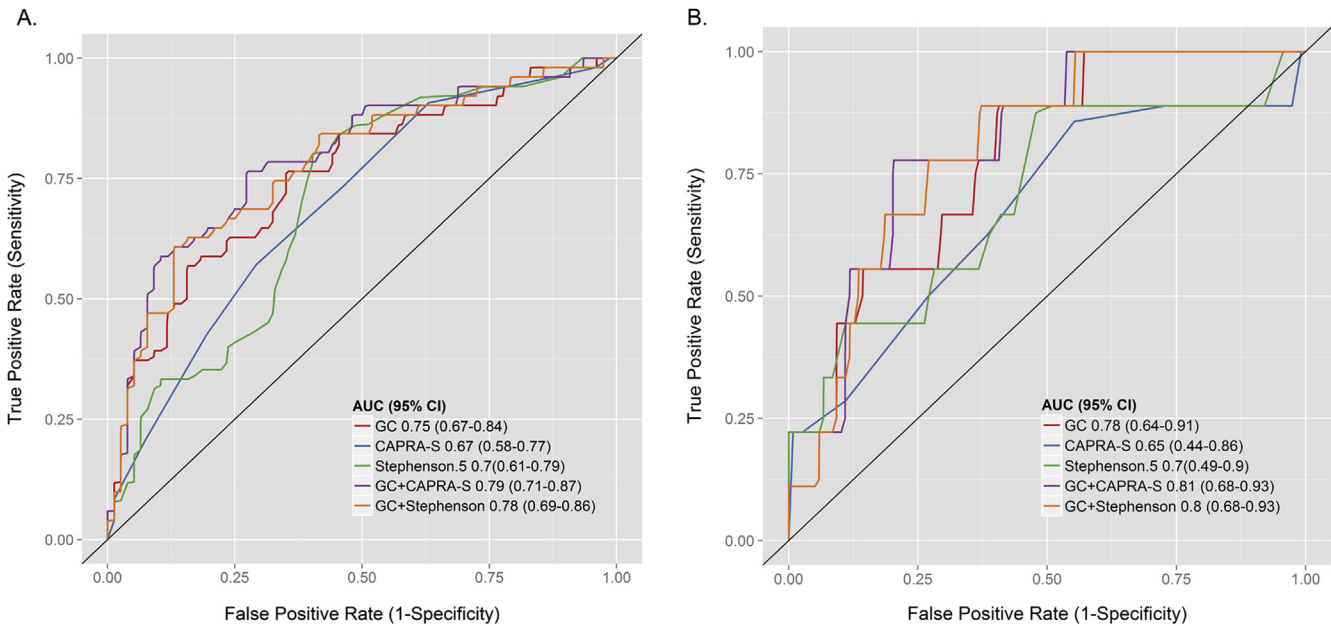 A.
True Positive Rate (Sensitivity)
1.00
0.75
0.50
0.25
0.00
AUC (95% CI)
GC 0.75 (0.67-0.84)
CAPRA-S 0.67 (0.58-0.77)
Stephenson.5 0.7(0.61-0.79)
GC+CAPRA-S 0.79 (0.71-0.87)
GC+Stephenson 0.78 (0.69-0.86)
0.00 0.25 0.50 0.75 1.00
False Positive Rate (1-Specificity)
B.
True Positive Rate (Sensitivity)
1.00
0.75
0.50
0.25
0.00
AUC (95% CI)
GC 0.78 (0.64-0.91)
CAPRA-S 0.65 (0.44-0.86)
Stephenson.5 0.7(0.49-0.9)
GC+CAPRA-S 0.81 (0.68-0.93)
GC+Stephenson 0.8 (0.68-0.93)
0.00 0.25 0.50 0.75 1.00
False Positive Rate (1-Specificity)